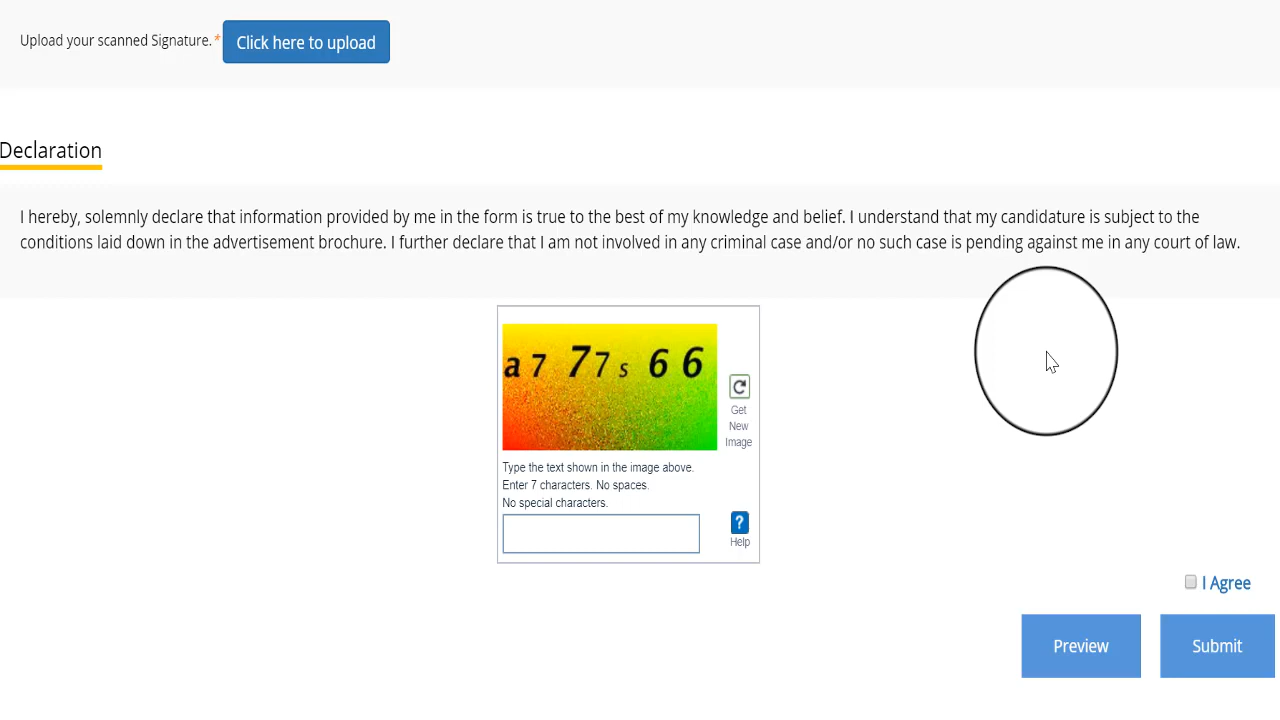 Upload your scanned Signature.* Click here to upload
Declaration
I hereby, solemnly declare that information provided by me in the form is true to the best of my knowledge and belief. I understand that my candidature is subject to the
conditions laid down in the advertisement brochure. I further declare that I am not involved in any criminal case and/or no such case is pending against me in any court of law.
a777s66
Get
New
Image
Type the text shown in the image above.
Enter 7 characters. No spaces.
No special characters.
?
Help
I Agree
Preview Submit